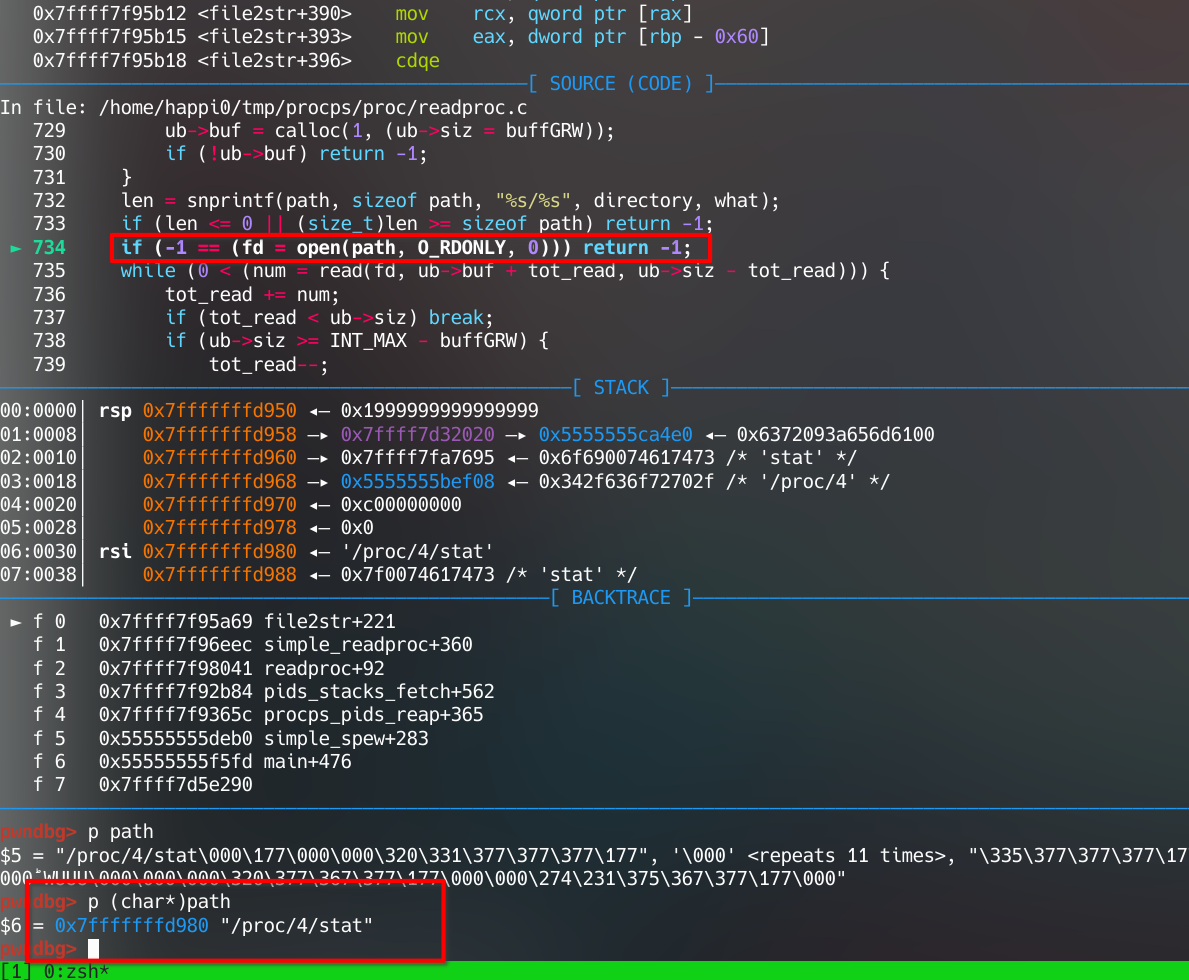 0x7ffff7f95b12 <file2str+390>    mov    rcx, qword ptr [rax]
0x7ffff7f95b15 <file2str+393>    mov    eax, dword ptr [rbp - 0x60]
0x7ffff7f95b18 <file2str+396>    cdqe
[ SOURCE (CODE) ]
In file: /home/happi0/tmp/procps/proc/readproc.c
729         ub->buf = calloc(1, (ub->siz = buffGRW));
730         if (!ub->buf) return -1;
731     }
732     len = snprintf(path, sizeof path, "%s/%s", directory, what);
733     if (len <= 0 || (size_t)len >= sizeof path) return -1;
► 734     if (-1 == (fd = open(path, O_RDONLY, 0))) return -1;
735     while (0 < (num = read(fd, ub->buf + tot_read, ub->siz - tot_read))) {
736         tot_read += num;
737         if (tot_read < ub->siz) break;
738         if (ub->siz >= INT_MAX - buffGRW) {
739             tot_read--;
[ STACK ]
00:0000│ rsp 0x7fffffffd950 ◂— 0x1999999999999999
01:0008│     0x7fffffffd958 —▸ 0x7ffff7d32020 —▸ 0x5555555ca4e0 ◂— 0x6372093a656d6100
02:0010│     0x7fffffffd960 —▸ 0x7ffff7fa7695 ◂— 0x6f690074617473 /* 'stat' */
03:0018│     0x7fffffffd968 —▸ 0x5555555bef08 ◂— 0x342f636f72702f /* '/proc/4' */
04:0020│     0x7fffffffd970 ◂— 0xc00000000
05:0028│     0x7fffffffd978 ◂— 0x0
06:0030│ rsi 0x7fffffffd980 ◂— '/proc/4/stat'
07:0038│     0x7fffffffd988 ◂— 0x7f0074617473 /* 'stat' */
[ BACKTRACE ]
► f 0   0x7ffff7f95a69 file2str+221
f 1   0x7ffff7f96eec simple_readproc+360
f 2   0x7ffff7f98041 readproc+92
f 3   0x7ffff7f92b84 pids_stacks_fetch+562
f 4   0x7ffff7f9365c procps_pids_reap+365
f 5   0x55555555deb0 simple_spew+283
f 6   0x55555555f5fd main+476
f 7   0x7ffff7d5e290
pwndbg> p path
$5 = "/proc/4/stat\000\177\000\000\320\331\377\377\377\177", '\000' <repeats 11 times>, "\335\377\377\377\17
WUUU\000\000\000\320\377\367\377\177\000\000\274\231\375\367\377\177\000"
pwndbg> p (char*)path
$6 = 0x7fffffffd980 "/proc/4/stat"
pwndbg>
[1] 0:zsh*